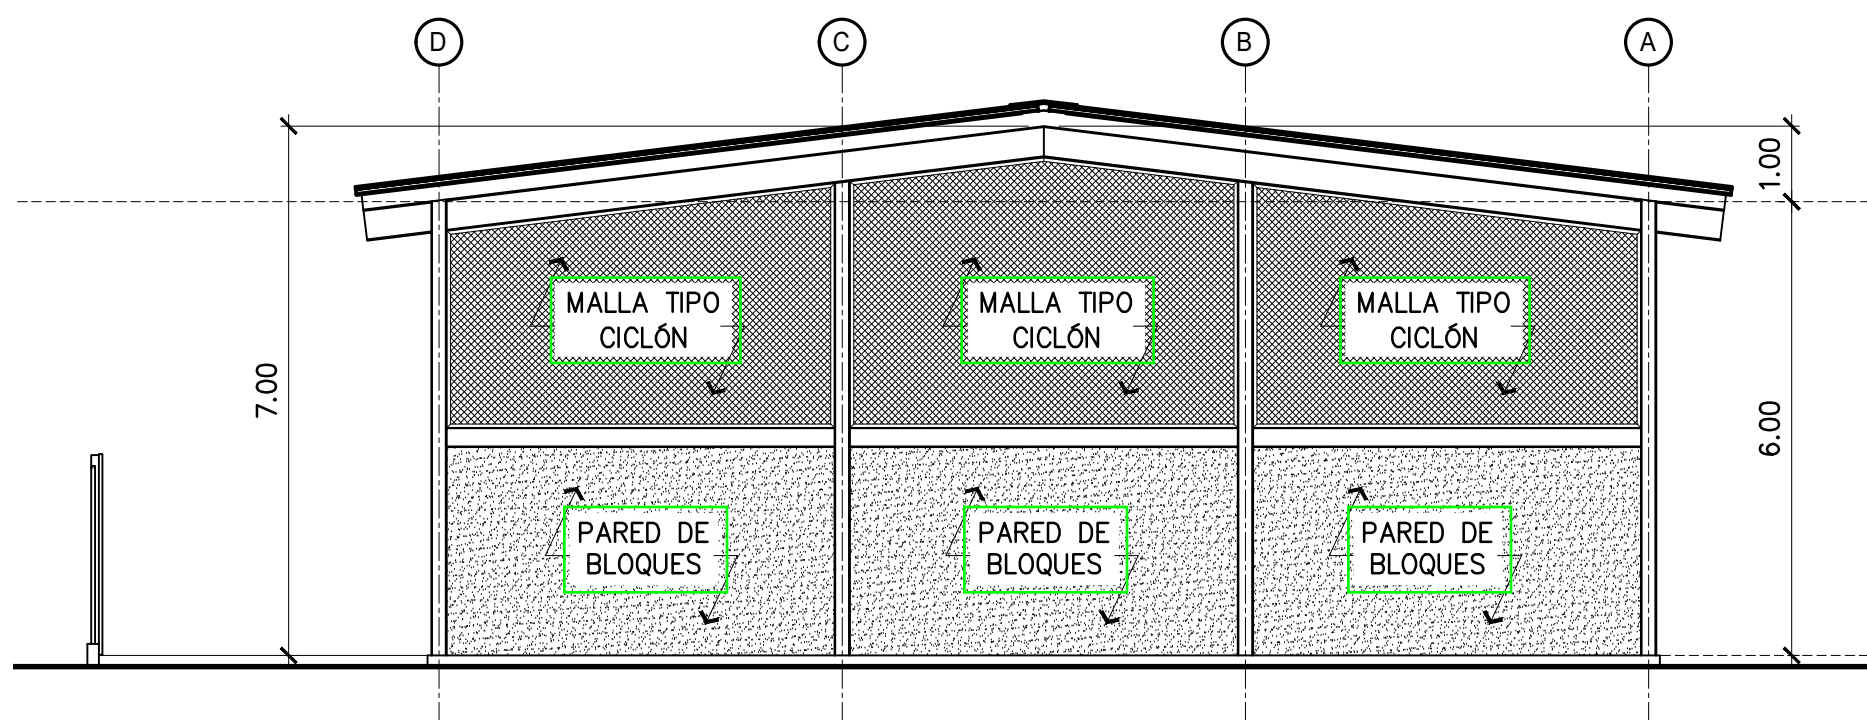 D C B A
1.00
MALLA TIPO
CICLÓN
MALLA TIPO
CICLÓN
MALLA TIPO
CICLÓN
7.00
6.00
PARED DE
BLOQUES
PARED DE
BLOQUES
PARED DE
BLOQUES